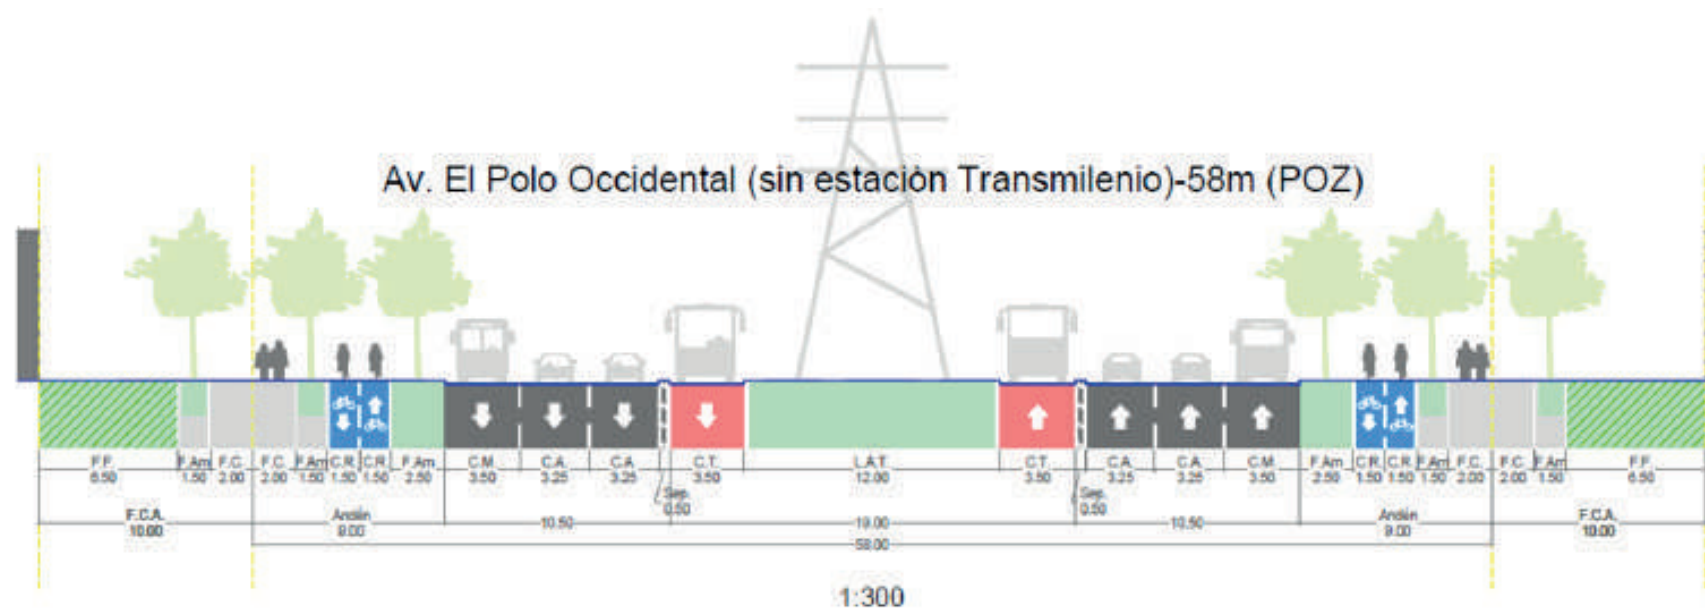 Av. El Polo Occidental (sin estación Transmilenio)-58m (POZ)
F.F. F.Am F.C. F.C. F.Am C.R. C.R. F.Am C.M. C.A. C.A. C.T. L.A.T. C.T. C.A. C.A. C.M. F.Am C.R. C.R. F.Am F.C. F.C. F.Am F.F.
6.50 1.50 2.00 2.00 1.50 1.50 1.50 2.50 3.50 3.25 3.25 3.50 12.00 3.50 3.25 3.25 3.50 2.50 1.50 1.50 1.50 2.00 2.00 1.50 6.50
Sep. Sep.
0.50 0.50
F.C.A. Andén 10.50 19.00 10.50 Andén F.C.A.
10.00 9.00 9.00 10.00
58.00
1:300